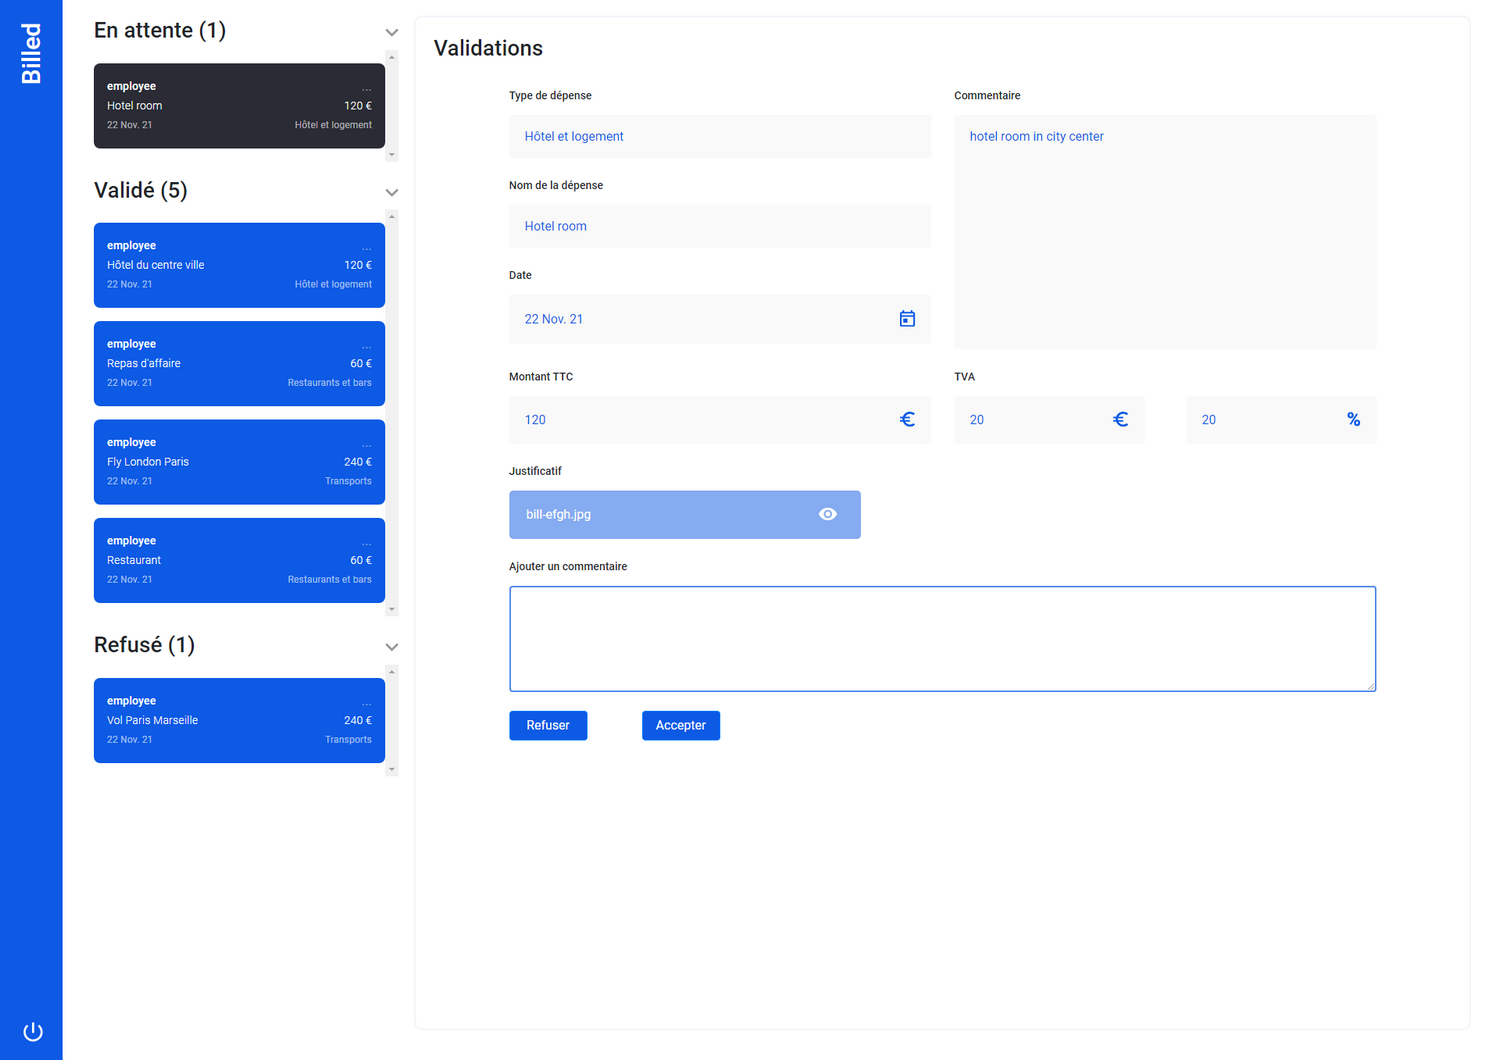 Billed
En attente (1)
employee ...
Hotel room 120 €
22 Nov. 21 Hôtel et logement
Validé (5)
employee ...
Hôtel du centre ville 120 €
22 Nov. 21 Hôtel et logement
employee ...
Repas d'affaire 60 €
22 Nov. 21 Restaurants et bars
employee ...
Fly London Paris 240 €
22 Nov. 21 Transports
employee ...
Restaurant 60 €
22 Nov. 21 Restaurants et bars
Refusé (1)
employee ...
Vol Paris Marseille 240 €
22 Nov. 21 Transports
Validations
Type de dépense
Hôtel et logement
Nom de la dépense
Hotel room
Date
22 Nov. 21
Commentaire
hotel room in city center
Montant TTC
120 €
TVA
20 €
20 %
Justificatif
bill-efgh.jpg
Ajouter un commentaire
Refuser Accepter